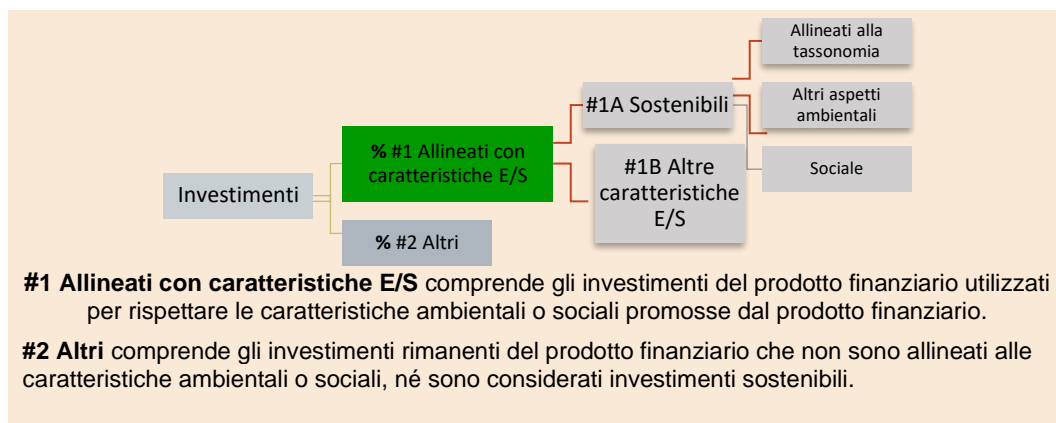 Allineati alla
tassonomia
#1A Sostenibili
Altri aspetti
ambientali
% #1 Allineati con
caratteristiche E/S
#1B Altre
caratteristiche
E/S
Sociale
Investimenti
% #2 Altri
#1 Allineati con caratteristiche E/S comprende gli investimenti del prodotto finanziario utilizzati
per rispettare le caratteristiche ambientali o sociali promosse dal prodotto finanziario.
#2 Altri comprende gli investimenti rimanenti del prodotto finanziario che non sono allineati alle
caratteristiche ambientali o sociali, né sono considerati investimenti sostenibili.